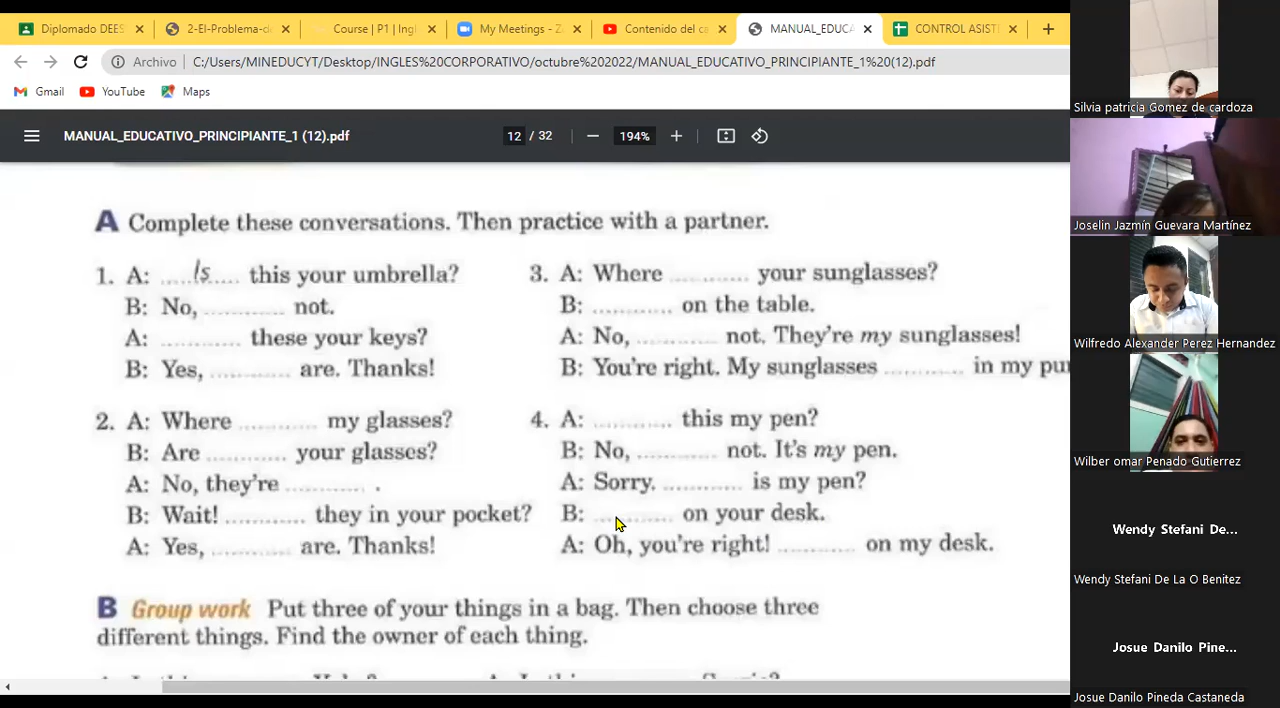 Diplomado DEES
2-El-Problema-de
Course | P1 | Ingl
My Meetings - Z
Contenido del ca
MANUAL_EDUCA
CONTROL ASISTE
Archivo
C:/Users/MINEDUCYT/Desktop/INGLES%20CORPORATIVO/octubre%202022/MANUAL_EDUCATIVO_PRINCIPIANTE_1%20(12).pdf
Gmail
YouTube
Maps
MANUAL_EDUCATIVO_PRINCIPIANTE_1 (12).pdf
12 / 32
194%
A Complete these conversations. Then practice with a partner.
1. A: .....Is..... this your umbrella?
B: No, ............ not.
A: ............ these your keys?
B: Yes, ............ are. Thanks!
2. A: Where ............ my glasses?
B: Are ............ your glasses?
A: No, they're ............ .
B: Wait! ............ they in your pocket?
A: Yes, ............ are. Thanks!
3. A: Where ............ your sunglasses?
B: ............ on the table.
A: No, ............ not. They're my sunglasses!
B: You're right. My sunglasses ............ in my pu
4. A: ............ this my pen?
B: No, ............ not. It's my pen.
A: Sorry. ............ is my pen?
B: ............ on your desk.
A: Oh, you're right! ............ on my desk.
B Group work Put three of your things in a bag. Then choose three
different things. Find the owner of each thing.
Silvia patricia Gomez de cardoza
Joselin Jazmín Guevara Martínez
Wilfredo Alexander Perez Hernandez
Wilber omar Penado Gutierrez
Wendy Stefani De...
Wendy Stefani De La O Benitez
Josue Danilo Pine...
Josue Danilo Pineda Castaneda